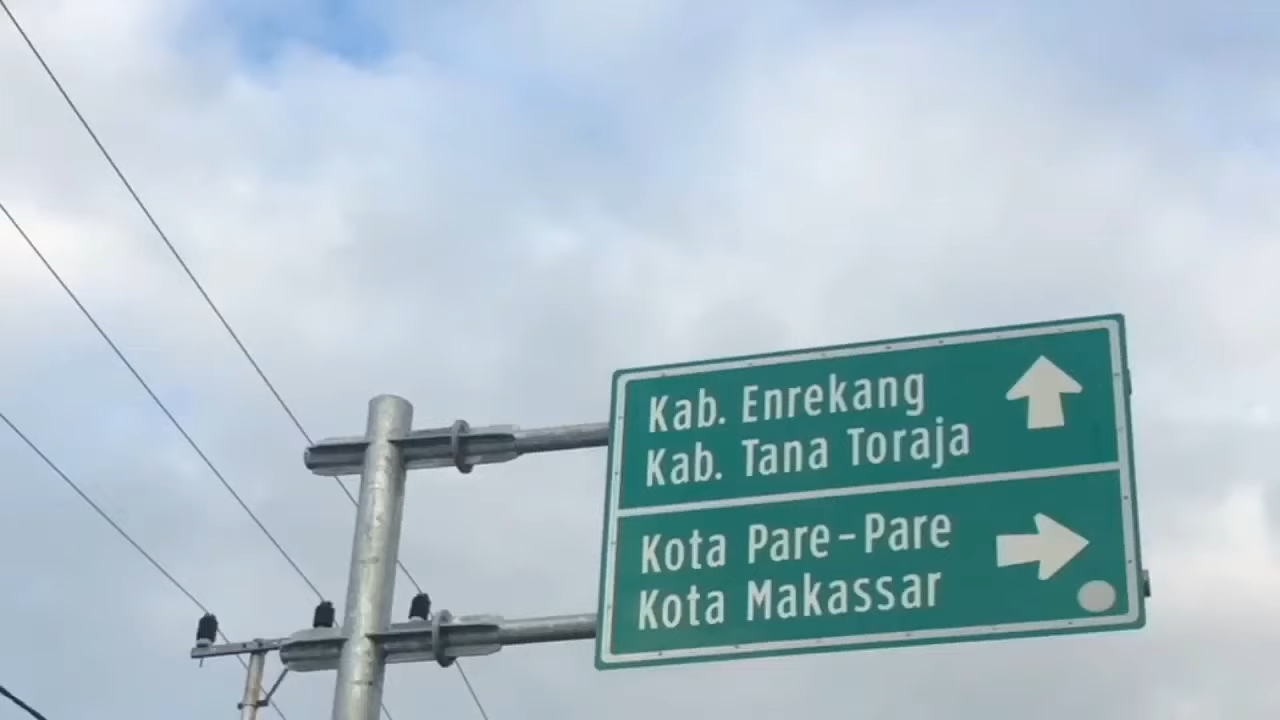 Kab. Enrekang
Kab. Tana Toraja
Kota Pare-Pare
Kota Makassar